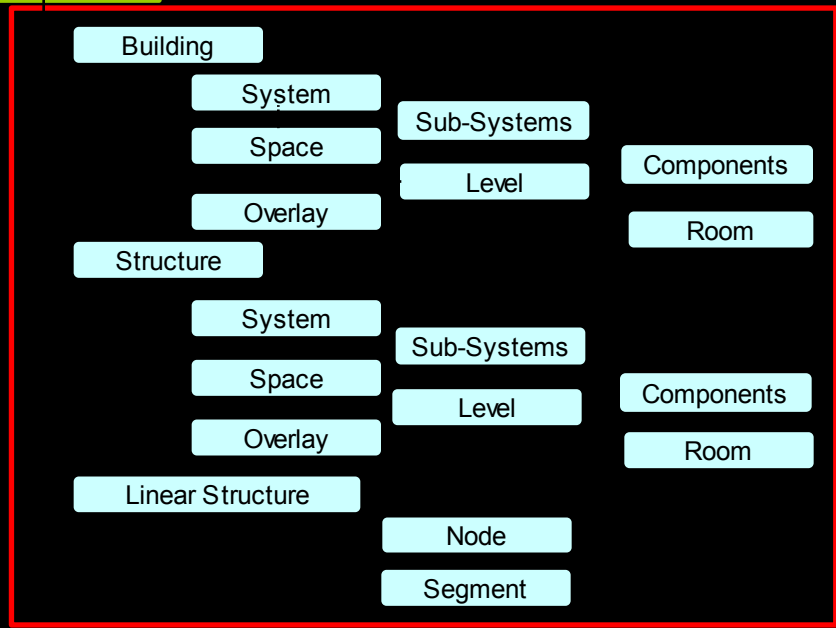 Building
System
Sub-Systems
Space
Components
Level
Overlay
Room
Structure
System
Sub-Systems
Space
Components
Level
Overlay
Room
Linear Structure
Node
Segment